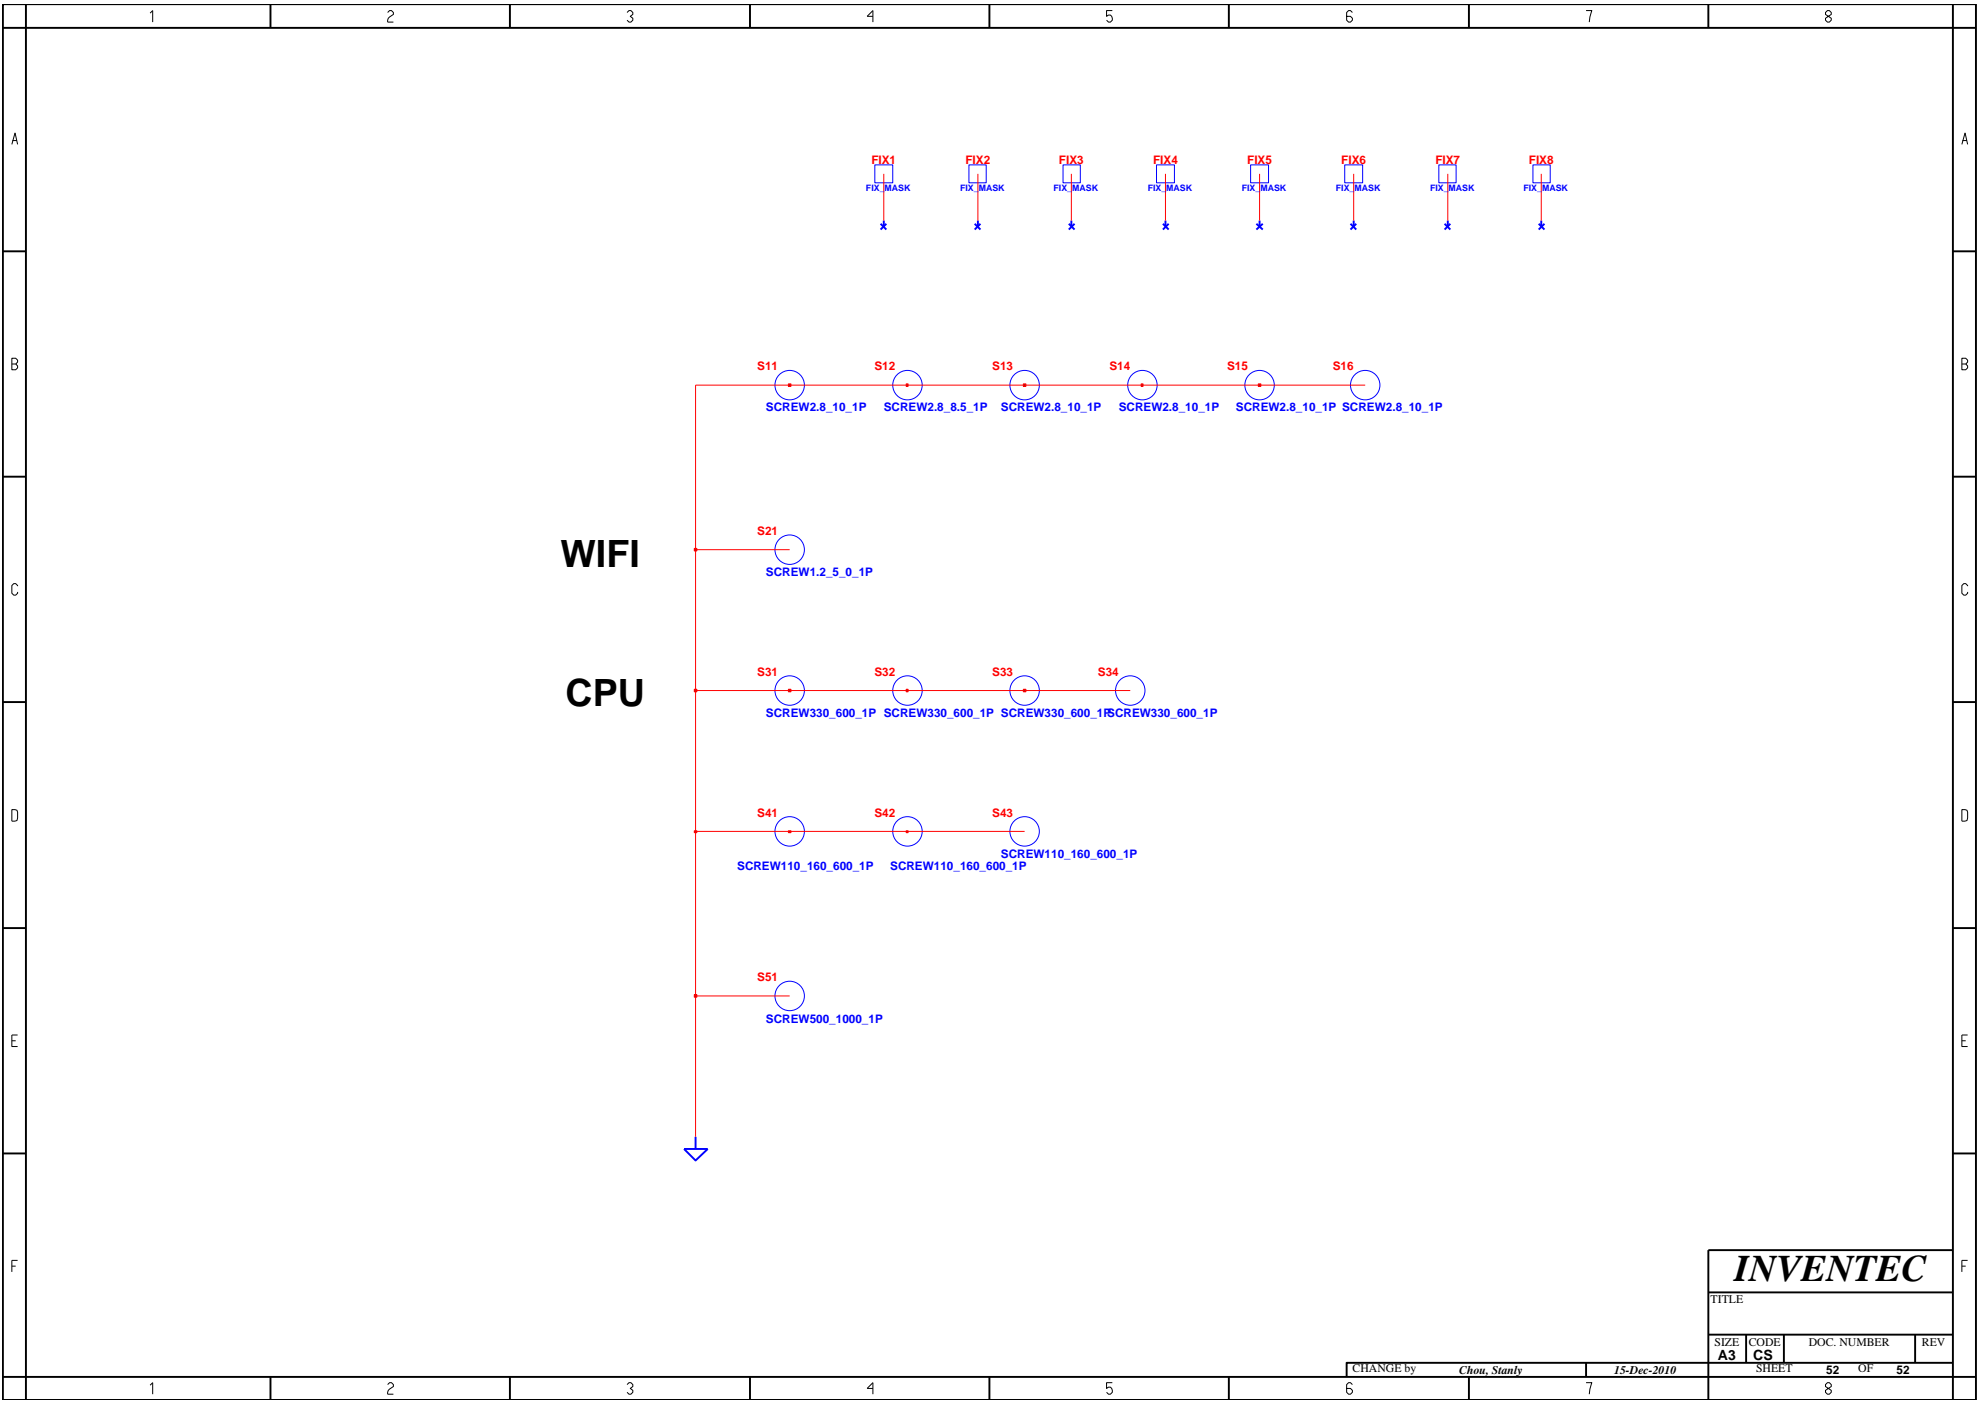 1 2 3 4 5 6 7 8
A A
FIX1 FIX2 FIX3 FIX4 FIX5 FIX6 FIX7 FIX8
FIX_MASK FIX_MASK FIX_MASK FIX_MASK FIX_MASK FIX_MASK FIX_MASK FIX_MASK
B B
S11 S12 S13 S14 S15 S16
SCREW2.8_10_1P SCREW2.8_8.5_1P SCREW2.8_10_1P SCREW2.8_10_1P SCREW2.8_10_1P SCREW2.8_10_1P
S21
WIFI
SCREW1.2_5_0_1P
C C
S31 S32 S33 S34
CPU
SCREW330_600_1P SCREW330_600_1P SCREW330_600_1P SCREW330_600_1P
D D
S41 S42 S43
SCREW110_160_600_1P SCREW110_160_600_1P SCREW110_160_600_1P
S51
SCREW500_1000_1P
E E
F F
INVENTEC
TITLE
SIZE CODE DOC. NUMBER REV
A3 CS
CHANGE by Chou, Stanly 15-Dec-2010 SHEET 52 OF 52
1 2 3 4 5 6 7 8